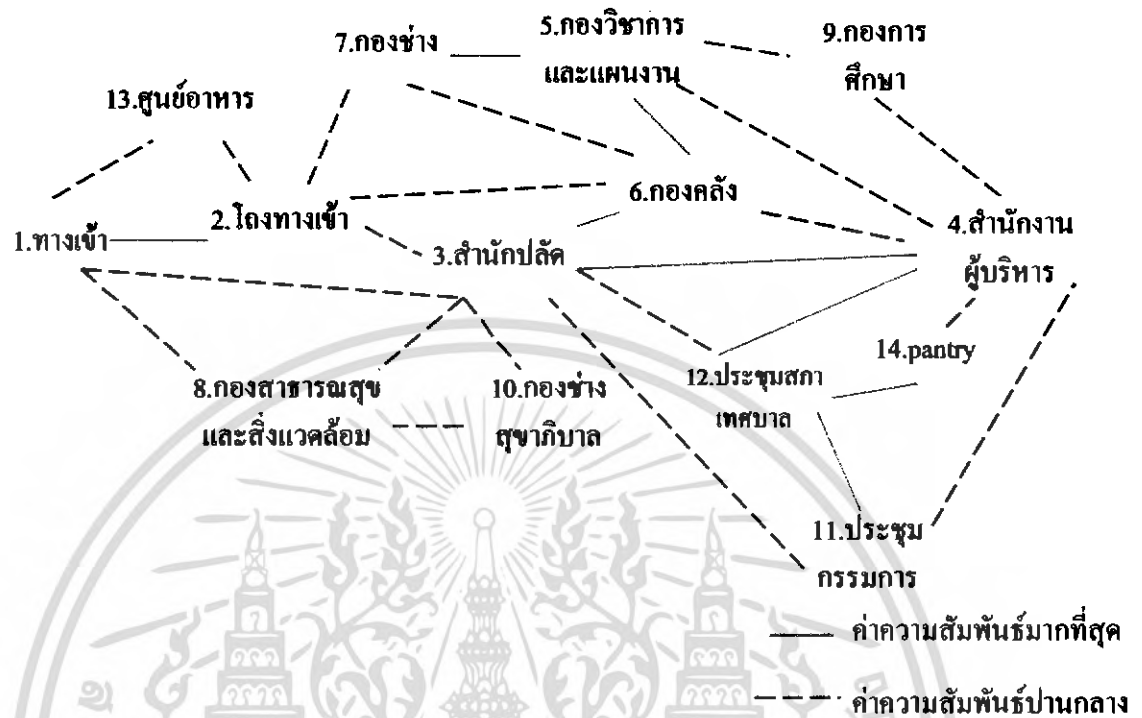 5.กองวิชาการ
และแผนงาน
9.กองการ
ศึกษา
7.กองช่าง
13.ศูนย์อาหาร
6.กองคลัง
2.โถงทางเข้า
4.สำนักงาน
ผู้บริหาร
1.ทางเข้า
3.สำนักปลัด
14.pantry
8.กองสาธารณสุข
และสิ่งแวดล้อม
10.กองช่าง
สุขาภิบาล
12.ประชุมสภา
เทศบาล
11.ประชุม
กรรมการ
ค่าความสัมพันธ์มากที่สุด
ค่าความสัมพันธ์ปานกลาง